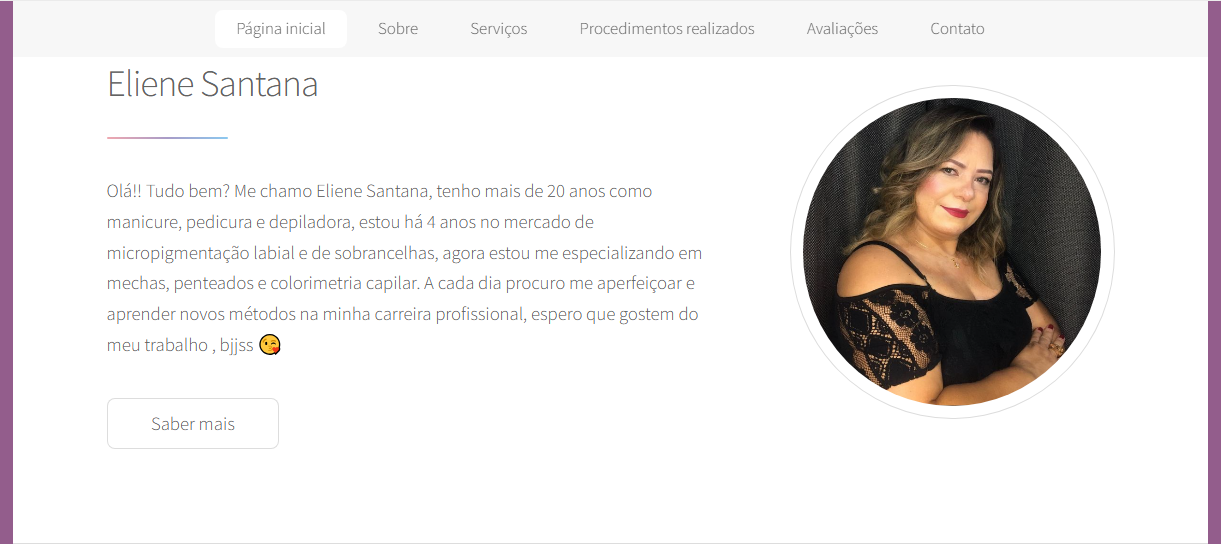 Página inicial Sobre Serviços Procedimentos realizados Avaliações Contato
Eliene Santana
Olá!! Tudo bem? Me chamo Eliene Santana, tenho mais de 20 anos como
manicure, pedicura e depiladora, estou há 4 anos no mercado de
micropigmentação labial e de sobrancelhas, agora estou me especializando em
mechas, penteados e colorimetria capilar. A cada dia procuro me aperfeiçoar e
aprender novos métodos na minha carreira profissional, espero que gostem do
meu trabalho , bjjss 😘
Saber mais